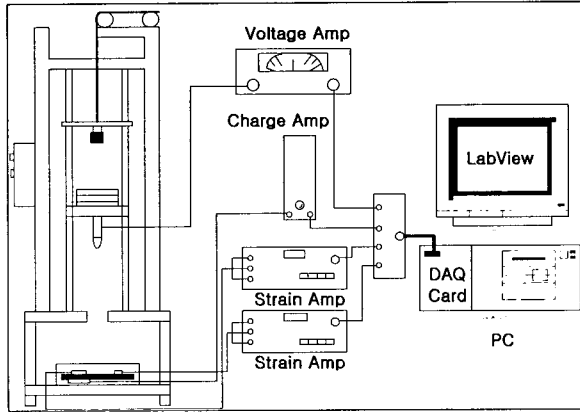 Voltage Amp
Charge Amp
LabView
Strain Amp
DAQ
Card
Strain Amp
PC